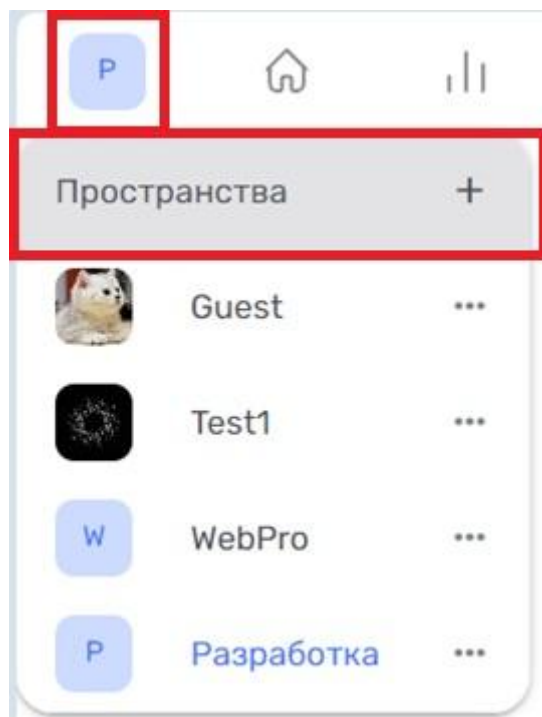 Р
Пространства +
Guest ...
Test1 ...
W WebPro ...
Р Разработка ...